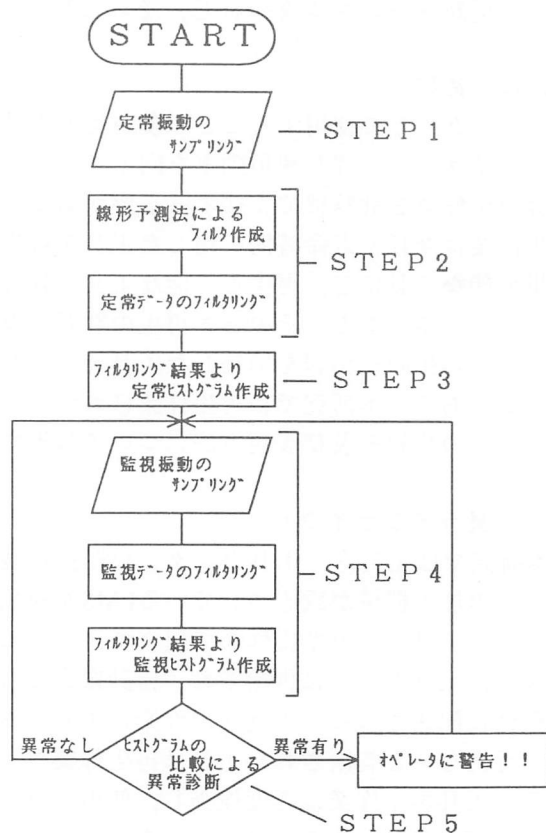 START
定常振動の
ｻﾝﾌﾟﾘﾝｸﾞ
STEP1
線形予測法による
ﾌｨﾙﾀ作成
STEP2
定常ﾃﾞｰﾀのﾌｨﾙﾀﾘﾝｸﾞ
ﾌｨﾙﾀﾘﾝｸﾞ結果より
定常ﾋｽﾄｸﾞﾗﾑ作成
STEP3
監視振動の
ｻﾝﾌﾟﾘﾝｸﾞ
監視ﾃﾞｰﾀのﾌｨﾙﾀﾘﾝｸﾞ
STEP4
ﾌｨﾙﾀﾘﾝｸﾞ結果より
監視ﾋｽﾄｸﾞﾗﾑ作成
異常なし
ﾋｽﾄｸﾞﾗﾑの
比較による
異常診断
異常有り
ｵﾍﾟﾚｰﾀに警告！！
STEP5